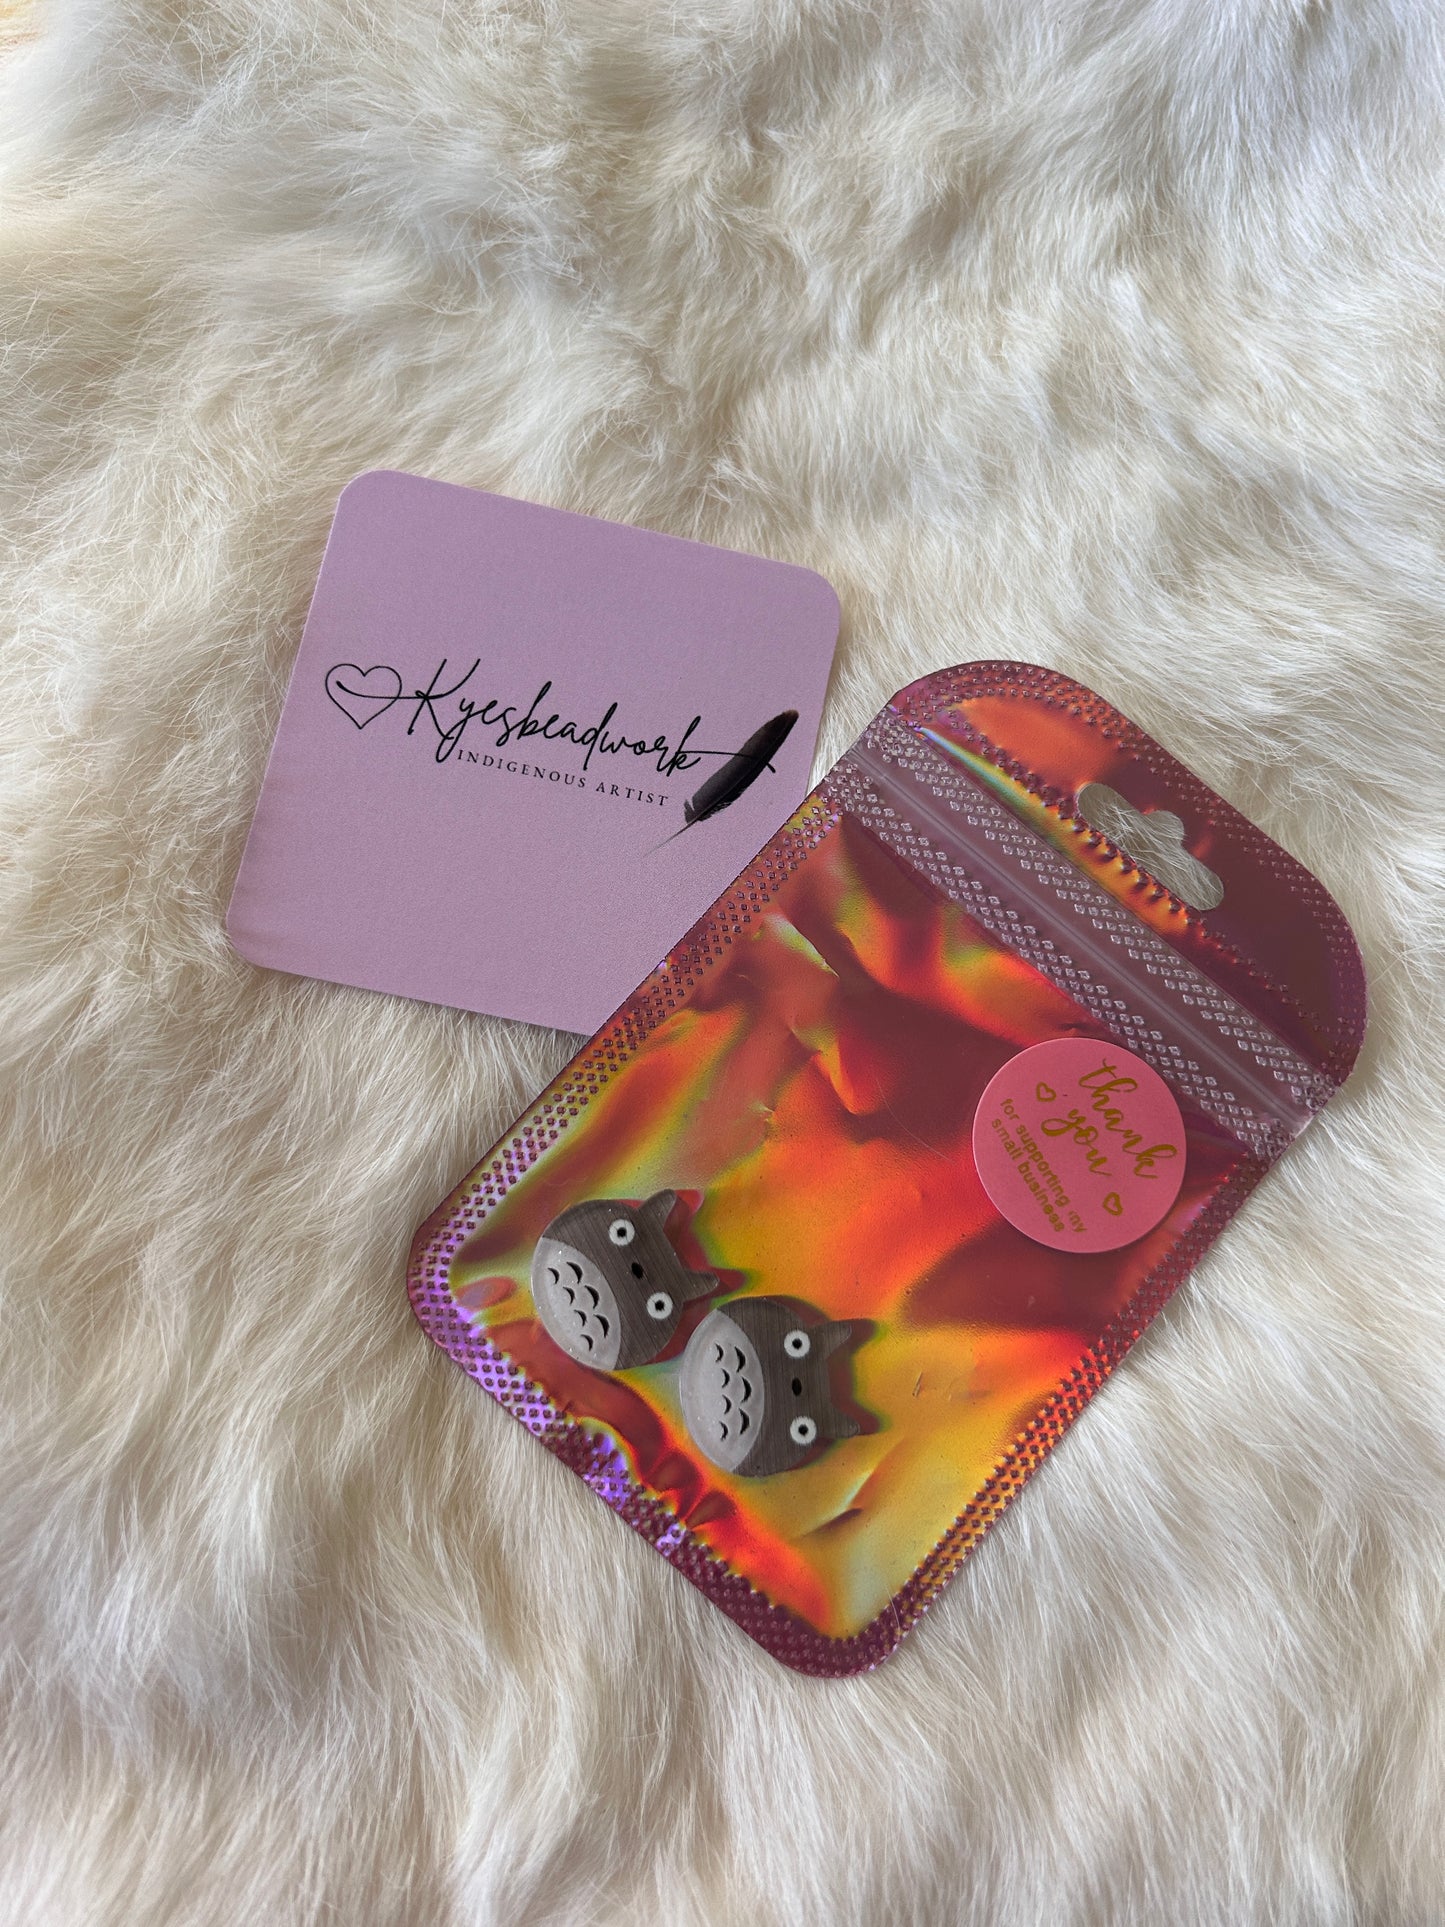 Kyesbeadwork
INDIGENOUS ARTIST
thank
you
for supporting my
small business